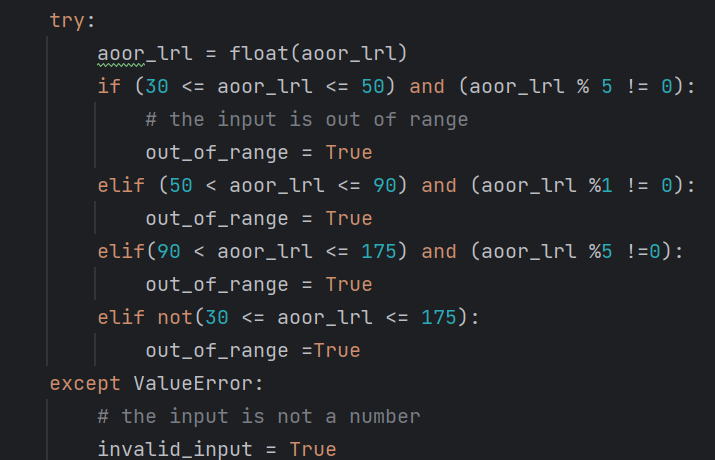 try:
    aoor_lrl = float(aoor_lrl)
    if (30 <= aoor_lrl <= 50) and (aoor_lrl % 5 != 0):
        # the input is out of range
        out_of_range = True
    elif (50 < aoor_lrl <= 90) and (aoor_lrl %1 != 0):
        out_of_range = True
    elif(90 < aoor_lrl <= 175) and (aoor_lrl %5 !=0):
        out_of_range = True
    elif not(30 <= aoor_lrl <= 175):
        out_of_range =True
except ValueError:
    # the input is not a number
    invalid_input = True